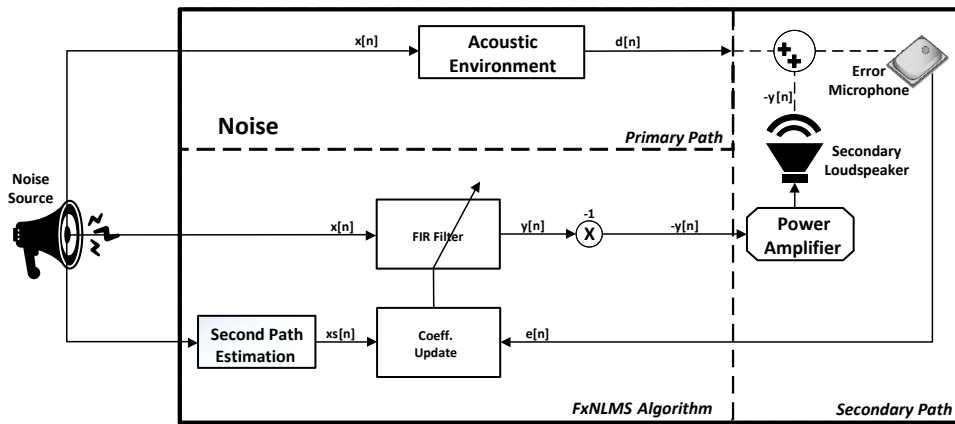 x[n]
Acoustic
Environment
d[n]
Error
Microphone
-y[n]
Noise
Primary Path
Secondary
Loudspeaker
Noise
Source
x[n]
FIR Filter
y[n]
-1
X
-y[n]
Power
Amplifier
Second Path
Estimation
xs[n]
Coeff.
Update
e[n]
FxNLMS Algorithm
Secondary Path